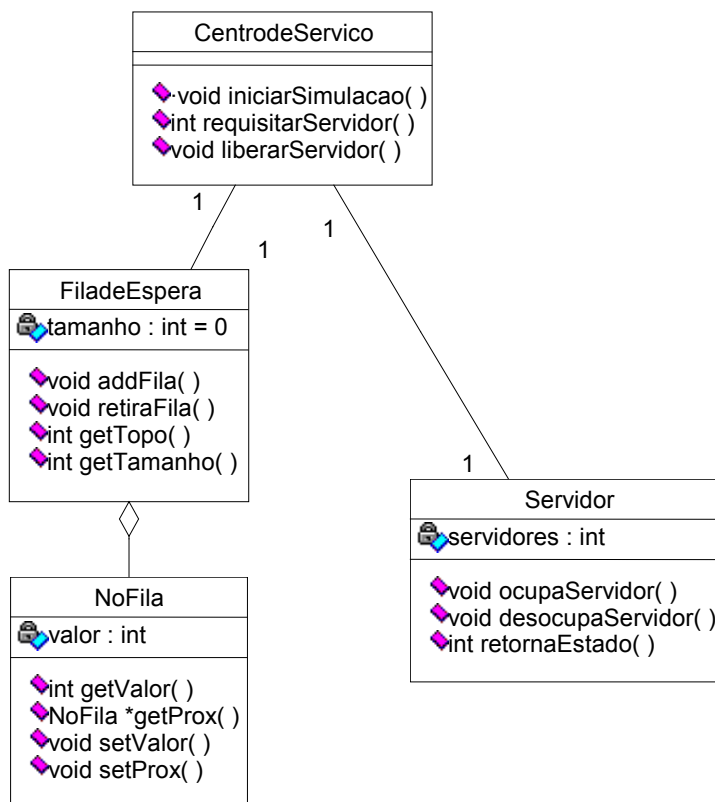 CentrodeServico
void iniciarSimulacao( )
int requisitarServidor( )
void liberarServidor( )
1
1
1
FiladeEspera
tamanho : int = 0
void addFila( )
void retiraFila( )
int getTopo( )
int getTamanho( )
1
Servidor
servidores : int
void ocupaServidor( )
void desocupaServidor( )
int retornaEstado( )
NoFila
valor : int
int getValor( )
NoFila *getProx( )
void setValor( )
void setProx( )